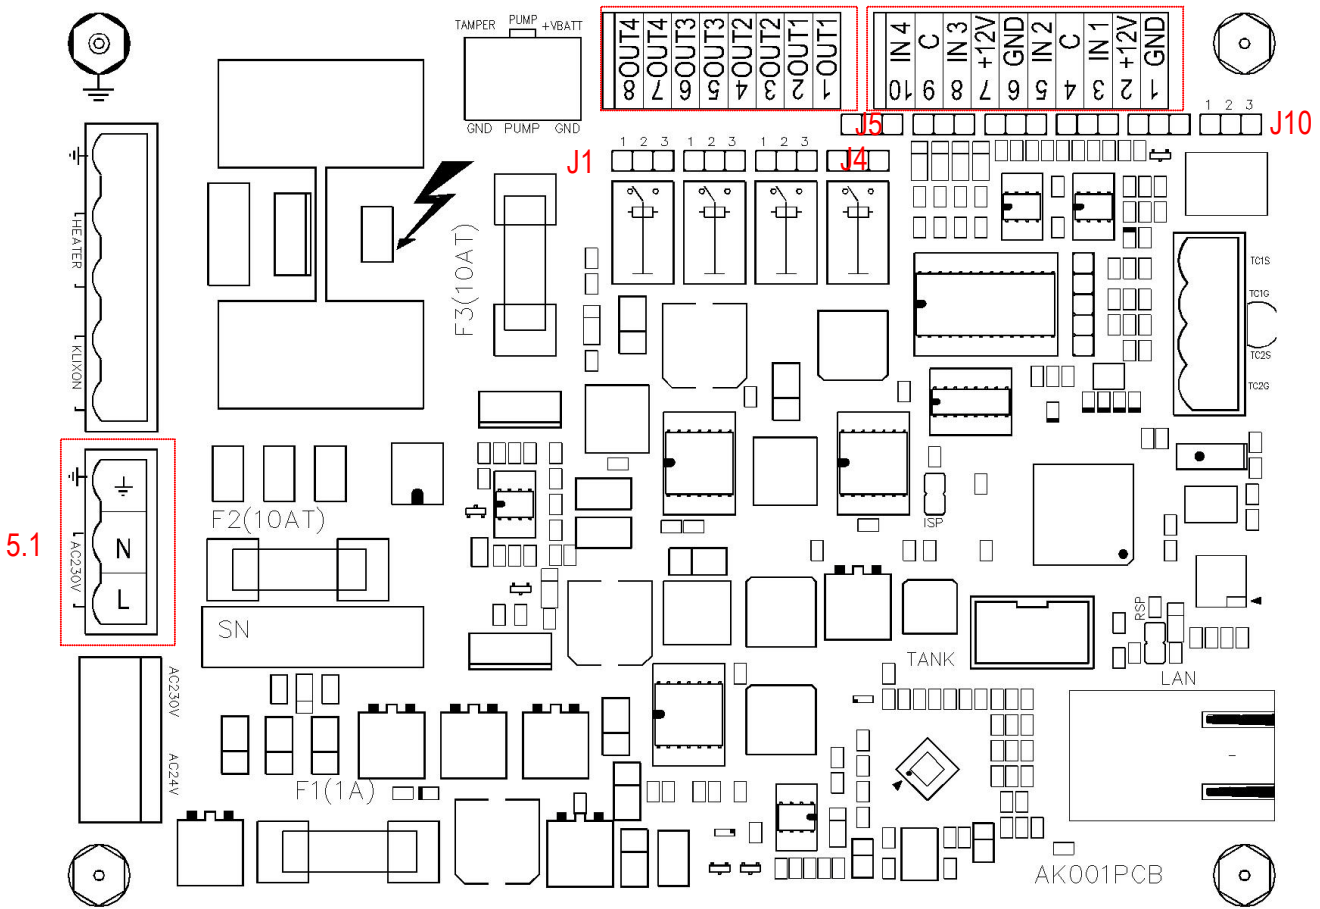 TAMPER PUMP +VBATT
GND PUMP GND
8 OUT4
7 OUT4
6 OUT3
5 OUT3
4 OUT2
3 OUT2
2 OUT1
1 OUT1
10 IN 4
9 C
8 IN 3
7 +12V
6 GND
5 IN 2
4 C
3 IN 1
2 +12V
1 GND
J5
1 2 3
J10
J1
1 2 3
1 2 3
1 2 3
J4
HEATER
KLIXON
F3(10AT)
TC1S
TC1G
TC2S
TC2G
5.1
AC230V
N
L
F2(10AT)
SN
ISP
TANK
RSP
LAN
AC230V
AC24V
F1(1A)
AK001PCB